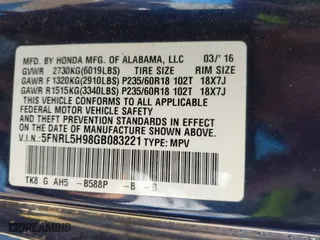 MFD. BY HONDA MFG. OF ALABAMA, LLC 03/'16
GVWR 2730KG(6019LBS) TIRE SIZE RIM SIZE
GAWR F 1320KG(2910LBS) P235/60R18 102T 18X7J
GAWR R1515KG(3340LBS) P235/60R18 102T 18X7J
THIS VEHICLE CONFORMS TO ALL APPLICABLE
FEDERAL MOTOR VEHICLE SAFETY AND THEFT
PREVENTION STANDARDS IN EFFECT ON THE DATE
OF MANUFACTURE SHOWN ABOVE.
V.I.N.: 5FNRL5H98GB083221 TYPE: MPV
TK8 G AH5 -B588P -B -B
DREAMBID